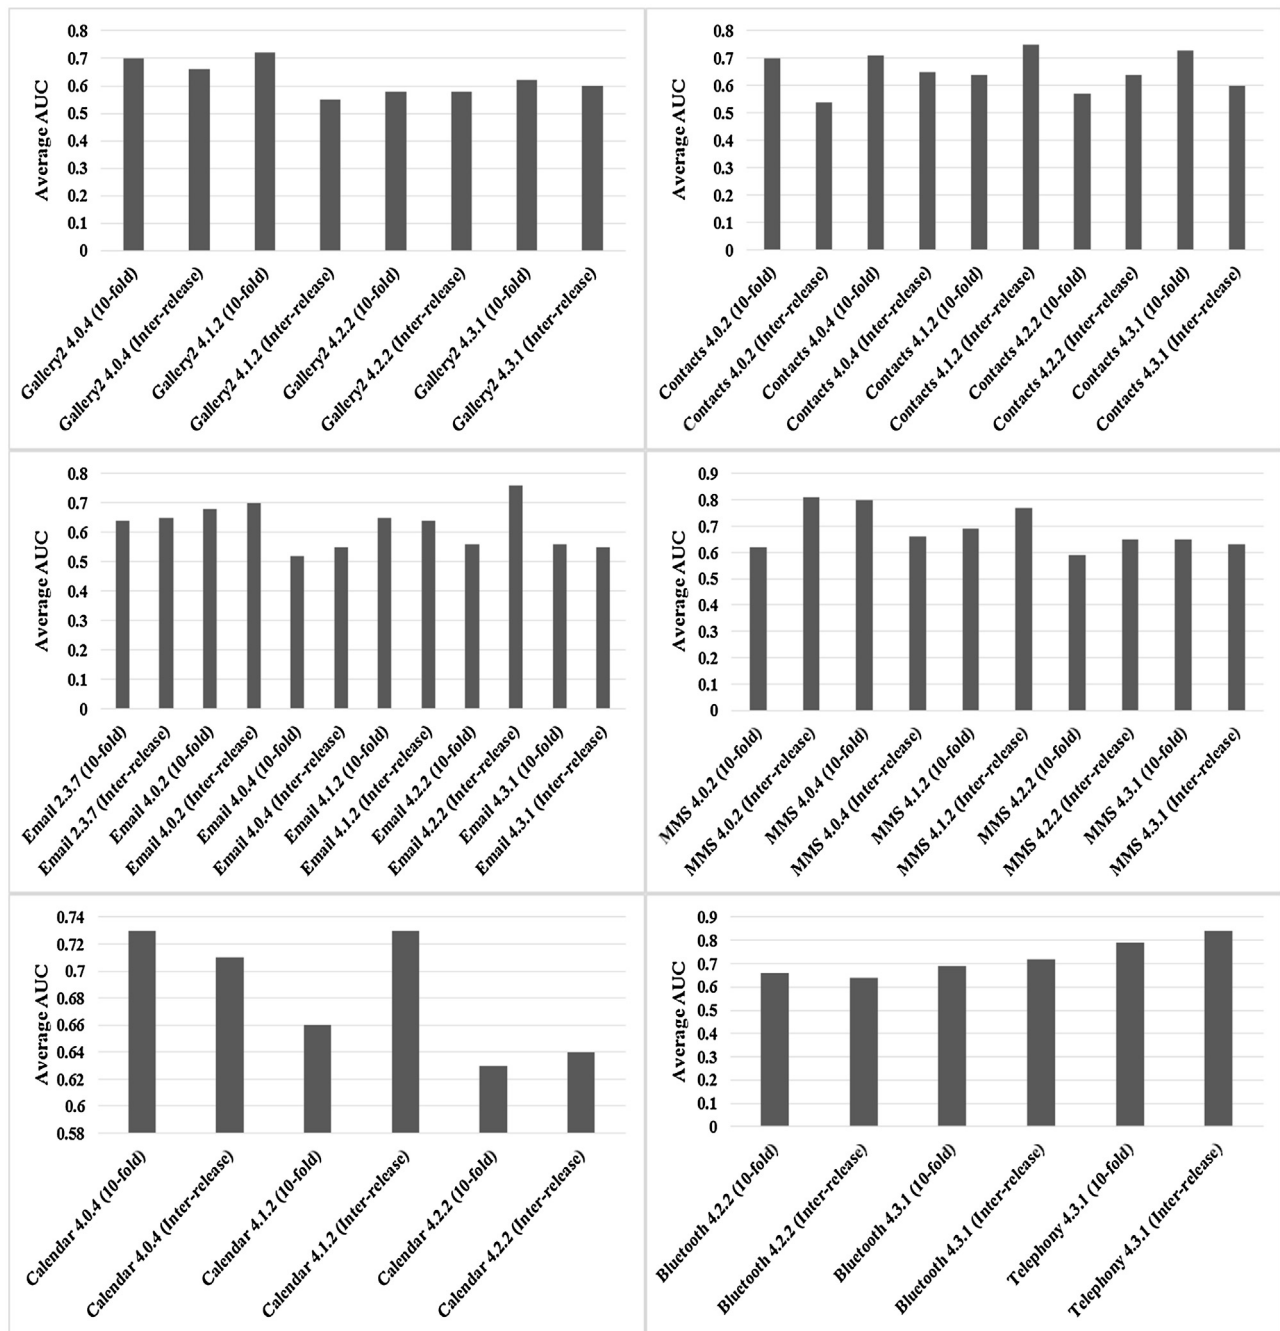 0.8
0.7
0.6
0.5
0.4
0.3
0.2
0.1
0
Average AUC
Gallery2 4.0.4 (10-fold)
Gallery2 4.0.4 (Inter-release)
Gallery2 4.1.2 (10-fold)
Gallery2 4.1.2 (Inter-release)
Gallery2 4.2.2 (10-fold)
Gallery2 4.2.2 (Inter-release)
Gallery2 4.3.1 (10-fold)
Gallery2 4.3.1 (Inter-release)
0.8
0.7
0.6
0.5
0.4
0.3
0.2
0.1
0
Average AUC
Contacts 4.0.2 (10-fold)
Contacts 4.0.2 (Inter-release)
Contacts 4.0.4 (10-fold)
Contacts 4.0.4 (Inter-release)
Contacts 4.1.2 (10-fold)
Contacts 4.1.2 (Inter-release)
Contacts 4.2.2 (10-fold)
Contacts 4.2.2 (Inter-release)
Contacts 4.3.1 (10-fold)
Contacts 4.3.1 (Inter-release)
0.8
0.7
0.6
0.5
0.4
0.3
0.2
0.1
0
Average AUC
Email 2.3.7 (10-fold)
Email 2.3.7 (Inter-release)
Email 4.0.2 (10-fold)
Email 4.0.2 (Inter-release)
Email 4.0.4 (10-fold)
Email 4.0.4 (Inter-release)
Email 4.1.2 (10-fold)
Email 4.1.2 (Inter-release)
Email 4.2.2 (10-fold)
Email 4.2.2 (Inter-release)
Email 4.3.1 (10-fold)
Email 4.3.1 (Inter-release)
0.9
0.8
0.7
0.6
0.5
0.4
0.3
0.2
0.1
0
Average AUC
MMS 4.0.2 (10-fold)
MMS 4.0.2 (Inter-release)
MMS 4.0.4 (10-fold)
MMS 4.0.4 (Inter-release)
MMS 4.1.2 (10-fold)
MMS 4.1.2 (Inter-release)
MMS 4.2.2 (10-fold)
MMS 4.2.2 (Inter-release)
MMS 4.3.1 (10-fold)
MMS 4.3.1 (Inter-release)
0.74
0.72
0.7
0.68
0.66
0.64
0.62
0.6
0.58
Average AUC
Calendar 4.0.4 (10-fold)
Calendar 4.0.4 (Inter-release)
Calendar 4.1.2 (10-fold)
Calendar 4.1.2 (Inter-release)
Calendar 4.2.2 (10-fold)
Calendar 4.2.2 (Inter-release)
0.9
0.8
0.7
0.6
0.5
0.4
0.3
0.2
0.1
0
Average AUC
Bluetooth 4.2.2 (10-fold)
Bluetooth 4.2.2 (Inter-release)
Bluetooth 4.3.1 (10-fold)
Bluetooth 4.3.1 (Inter-release)
Telephony 4.3.1 (10-fold)
Telephony 4.3.1 (Inter-release)